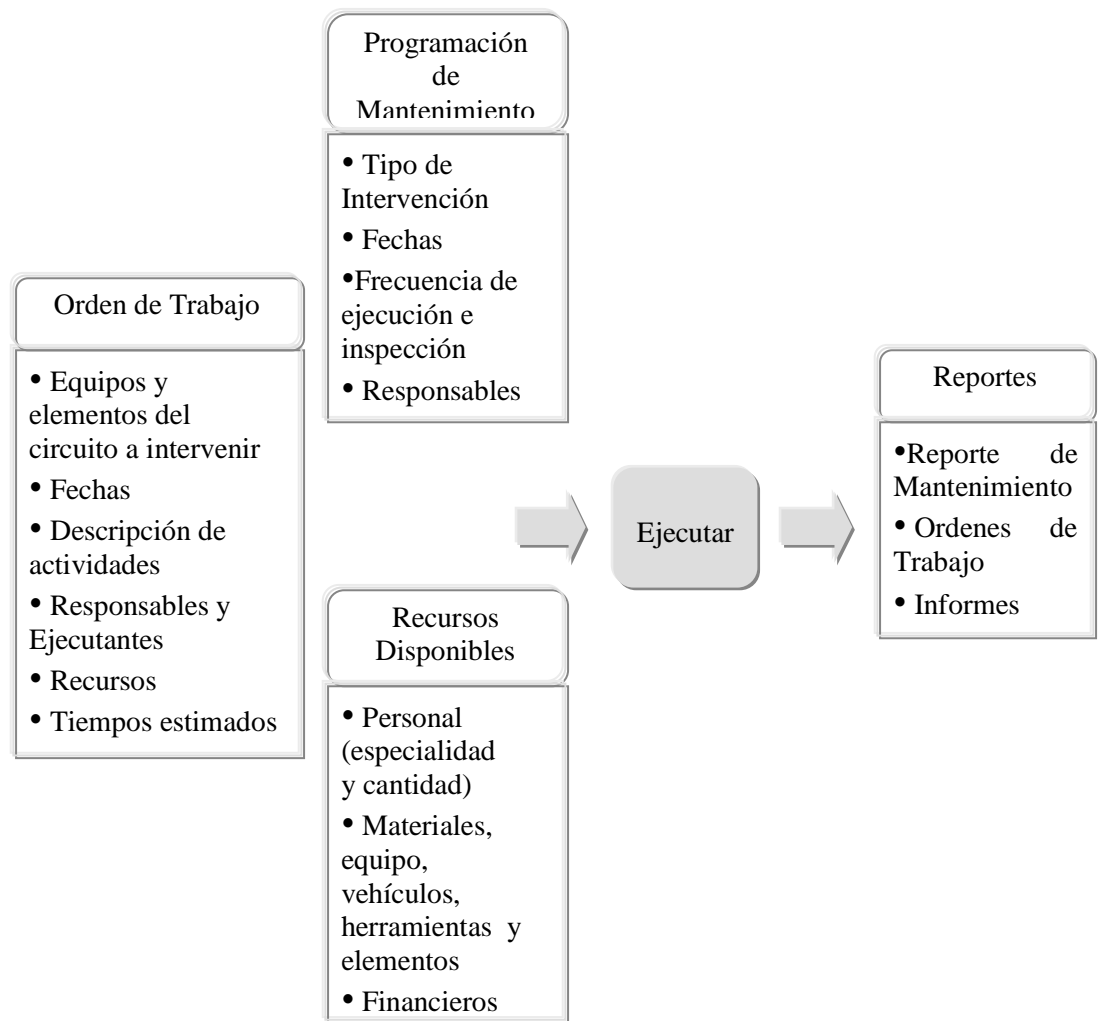 Programación
de
Mantenimiento
• Tipo de
Intervención
• Fechas
•Frecuencia de
ejecución e
inspección
• Responsables
Orden de Trabajo
• Equipos y
elementos del
circuito a intervenir
• Fechas
• Descripción de
actividades
• Responsables y
Ejecutantes
• Recursos
• Tiempos estimados
Recursos
Disponibles
• Personal
(especialidad
y cantidad)
• Materiales,
equipo,
vehículos,
herramientas y
elementos
• Financieros
Ejecutar
Reportes
•Reporte de
Mantenimiento
• Ordenes de
Trabajo
• Informes